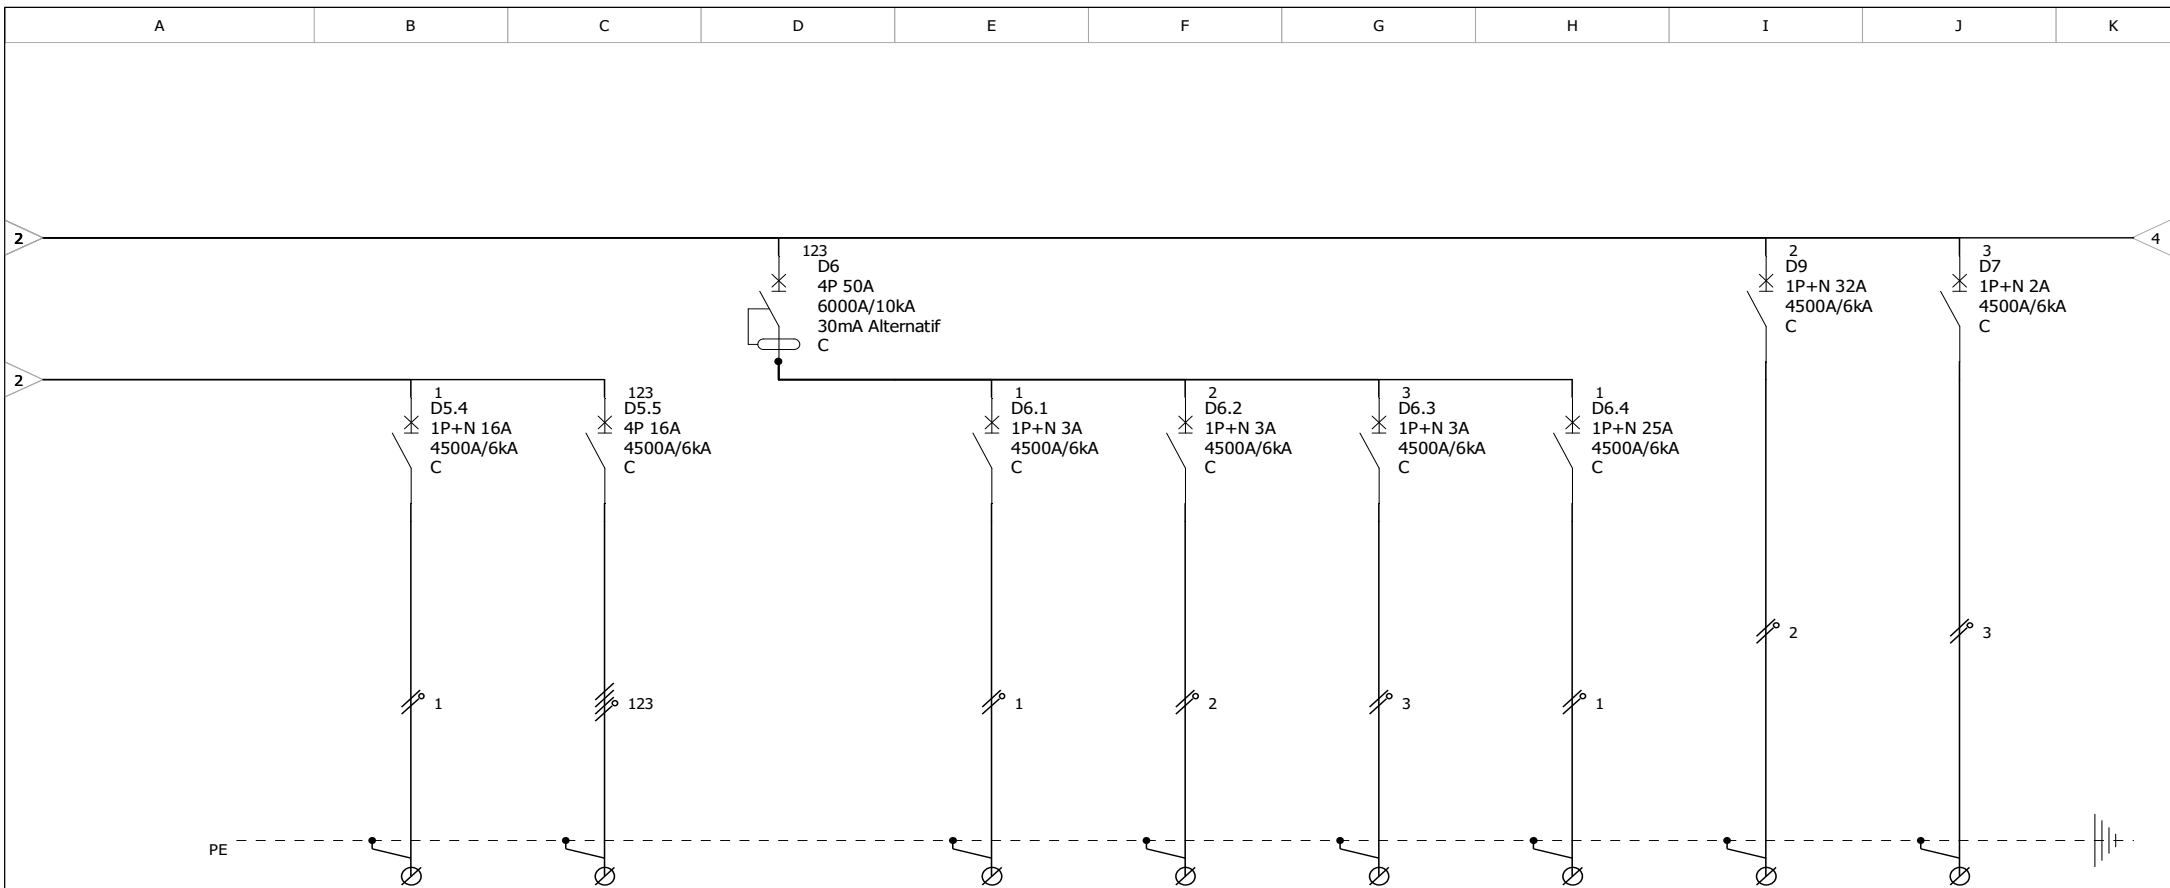 A B C D E F G H I J K
2
4
123
D6
4P 50A
6000A/10kA
30mA Alternatif
C
2
D9
1P+N 32A
4500A/6kA
C
3
D7
1P+N 2A
4500A/6kA
C
2
1
D5.4
1P+N 16A
4500A/6kA
C
123
D5.5
4P 16A
4500A/6kA
C
1
D6.1
1P+N 3A
4500A/6kA
C
2
D6.2
1P+N 3A
4500A/6kA
C
3
D6.3
1P+N 3A
4500A/6kA
C
1
D6.4
1P+N 25A
4500A/6kA
C
2
3
1
123
1
2
3
1
PE